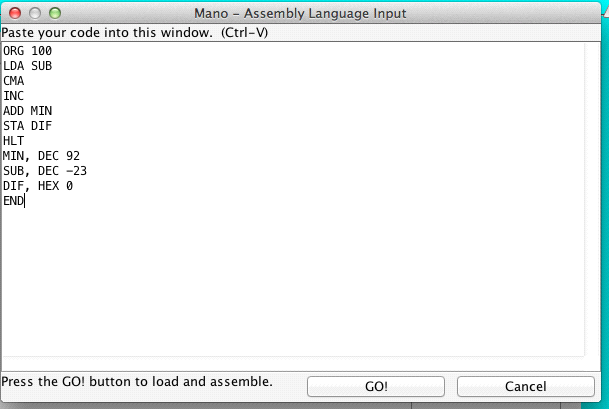 Mano - Assembly Language Input
Paste your code into this window. (Ctrl-V)
ORG 100
LDA SUB
CMA
INC
ADD MIN
STA DIF
HLT
MIN, DEC 92
SUB, DEC -23
DIF, HEX 0
END
Press the GO! button to load and assemble.
GO!
Cancel